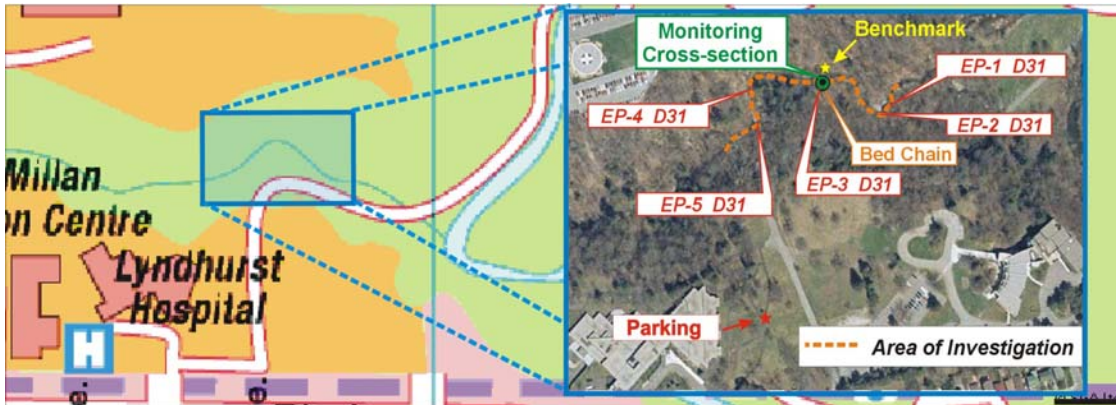 Millan
on Centre
Lyndhurst
Hospital
H
e.
e.
Monitoring
Cross-section
Benchmark
EP-1 D31
EP-4 D31
EP-2 D31
Bed Chain
EP-3 D31
EP-5 D31
Parking
Area of Investigation